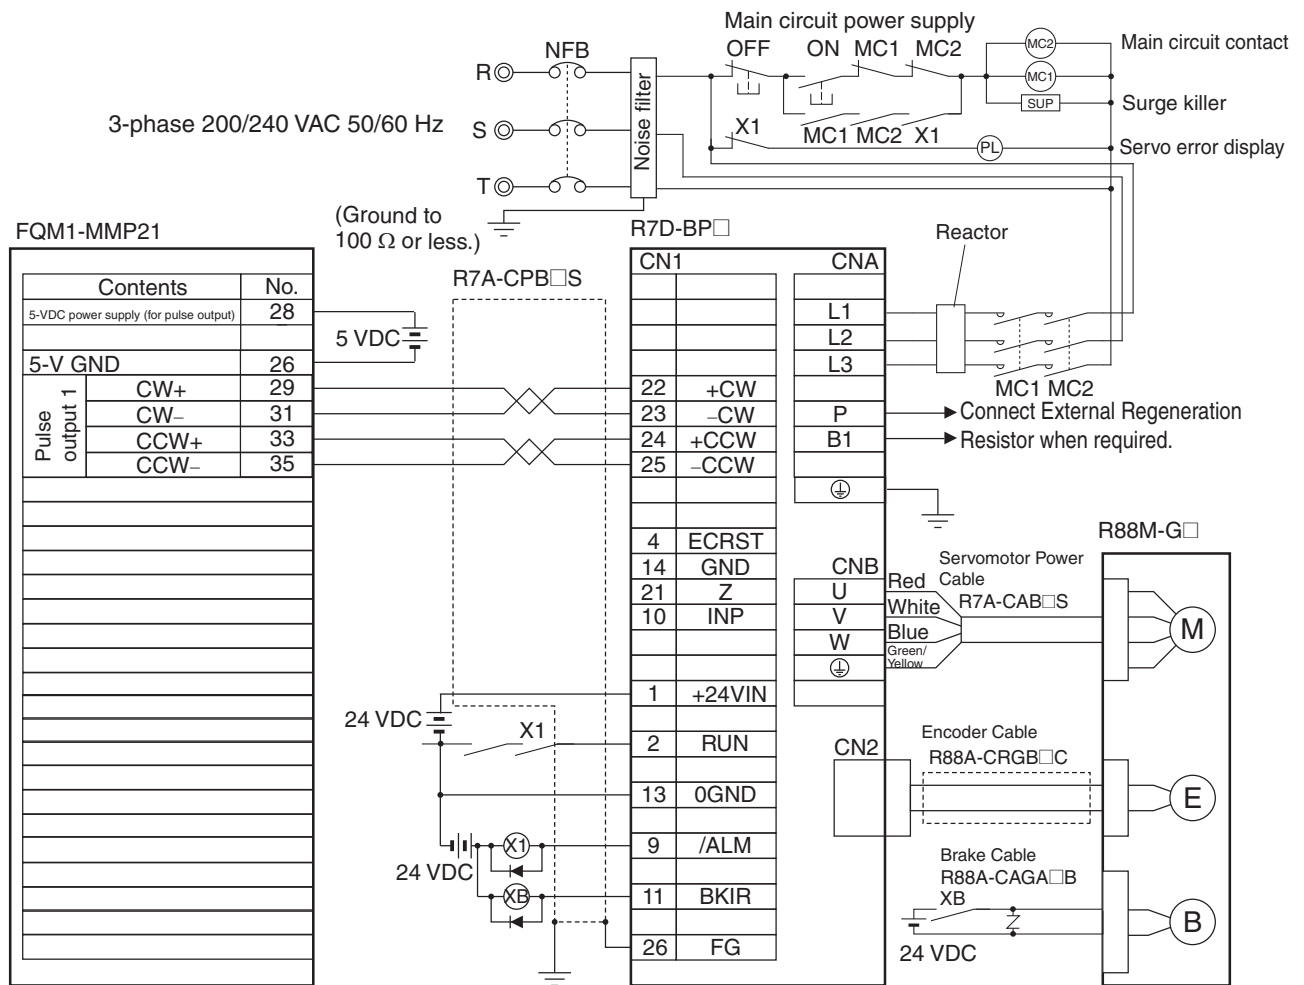 Main circuit power supply
OFF ON MC1 MC2
MC2 Main circuit contact
NFB
R
MC1
SUP Surge killer
3-phase 200/240 VAC 50/60 Hz
S
Noise filter
X1 MC1 MC2 X1
PL Servo error display
T
(Ground to
100 Ω or less.)
FQM1-MMP21
R7D-BP□
Reactor
R7A-CPB□S
CN1 CNA
Contents No.
5-VDC power supply (for pulse output) 28
5 VDC
5-V GND 26
Pulse output 1
CW+ 29
CW– 31
CCW+ 33
CCW– 35
22 +CW
23 –CW
24 +CCW
25 –CCW
4 ECRST
14 GND
21 Z
10 INP
1 +24VIN
2 RUN
13 0GND
9 /ALM
11 BKIR
26 FG
L1
L2
L3
MC1 MC2
P Connect External Regeneration
B1 Resistor when required.
CNB
U Red
V White
W Blue
Green/
Yellow
Servomotor Power
Cable
R7A-CAB□S
R88M-G□
M
24 VDC
X1
X1
24 VDC
XB
CN2
Encoder Cable
R88A-CRGB□C
E
Brake Cable
R88A-CAGA□B
XB
24 VDC
B